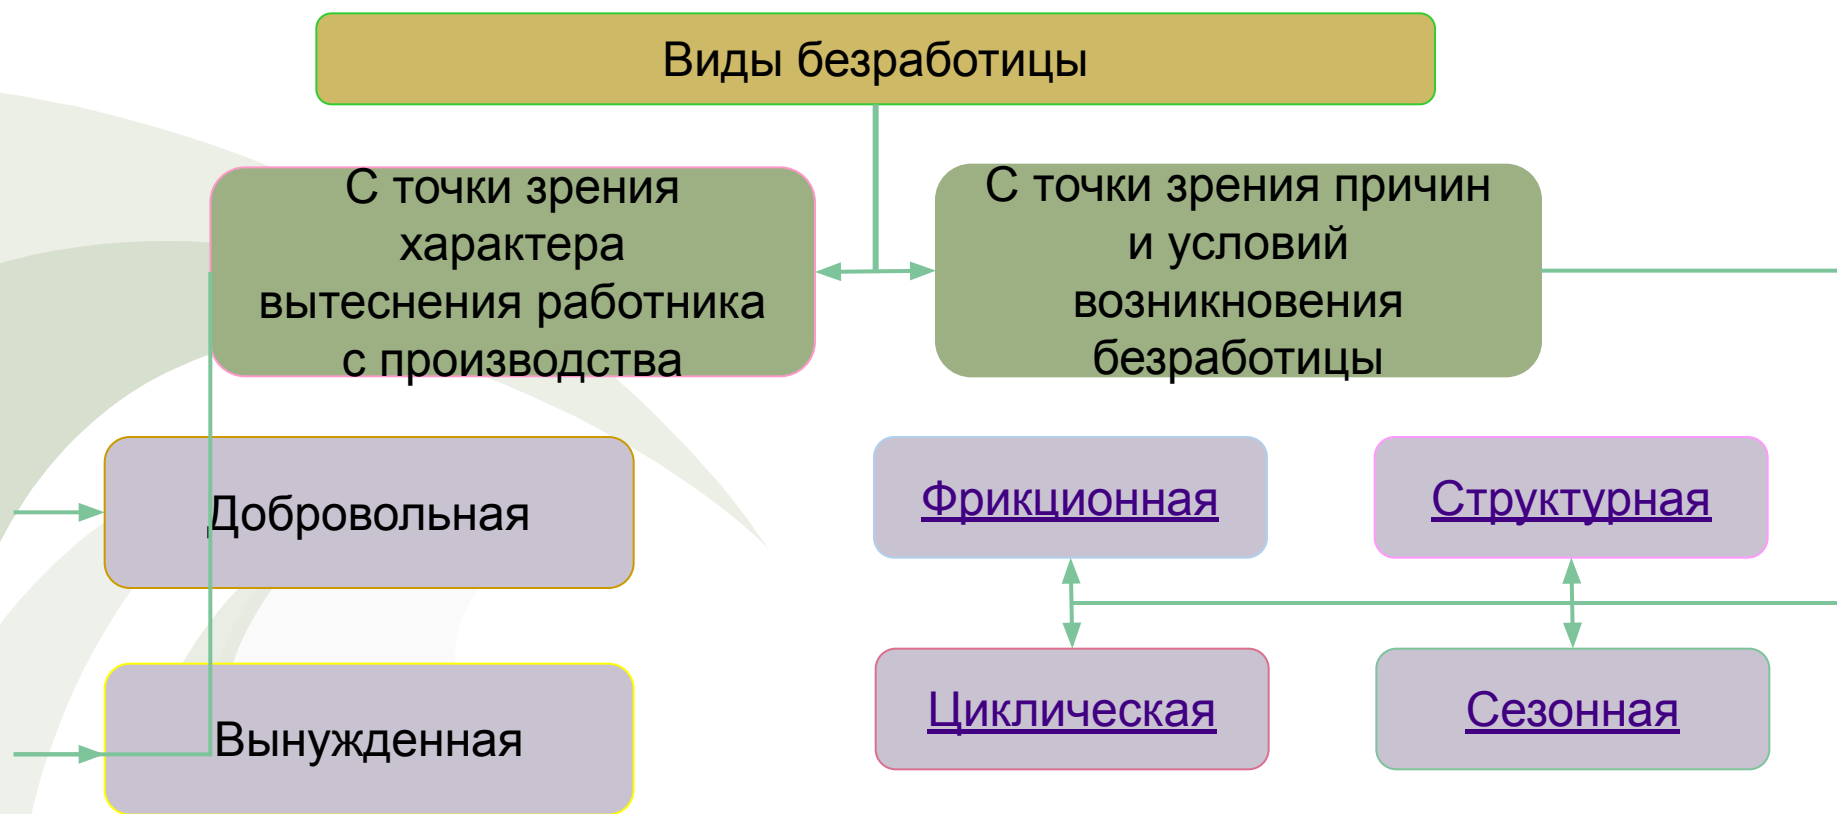 Виды безработицы
С точки зрения
характера
вытеснения работника
с производства
С точки зрения причин
и условий
возникновения
безработицы
Добровольная
Вынужденная
Фрикционная
Структурная
Циклическая
Сезонная